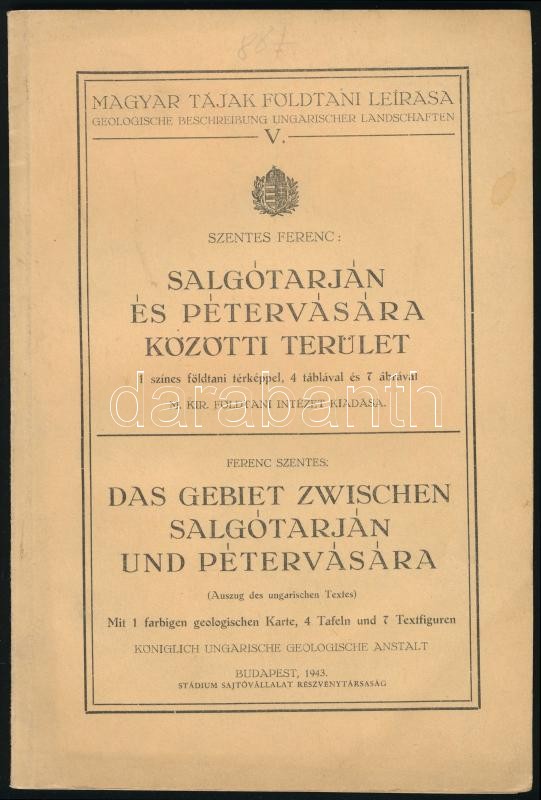 887
MAGYAR TÁJAK FÖLDTANI LEÍRÁSA
GEOLOGISCHE BESCHREIBUNG UNGARISCHER LANDSCHAFTEN
V.
SZENTES FERENC:
SALGÓTARJÁN
ÉS PÉTERVÁSÁRA
KÖZÖTTI TERÜLET
1 színes földtani térképpel, 4 táblával és 7 ábrával
M. KIR. FÖLDTANI INTÉZET KIADÁSA.
darabanth
FERENC SZENTES:
DAS GEBIET ZWISCHEN
SALGÓTARJÁN
UND PÉTERVÁSÁRA
(Auszug des ungarischen Textes)
Mit 1 farbigen geologischen Karte, 4 Tafeln und 7 Textfiguren
KÖNIGLICH UNGARISCHE GEOLOGISCHE ANSTALT
BUDAPEST, 1943.
STÁDIUM SAJTÓVÁLLALAT RÉSZVÉNYTÁRSASÁG